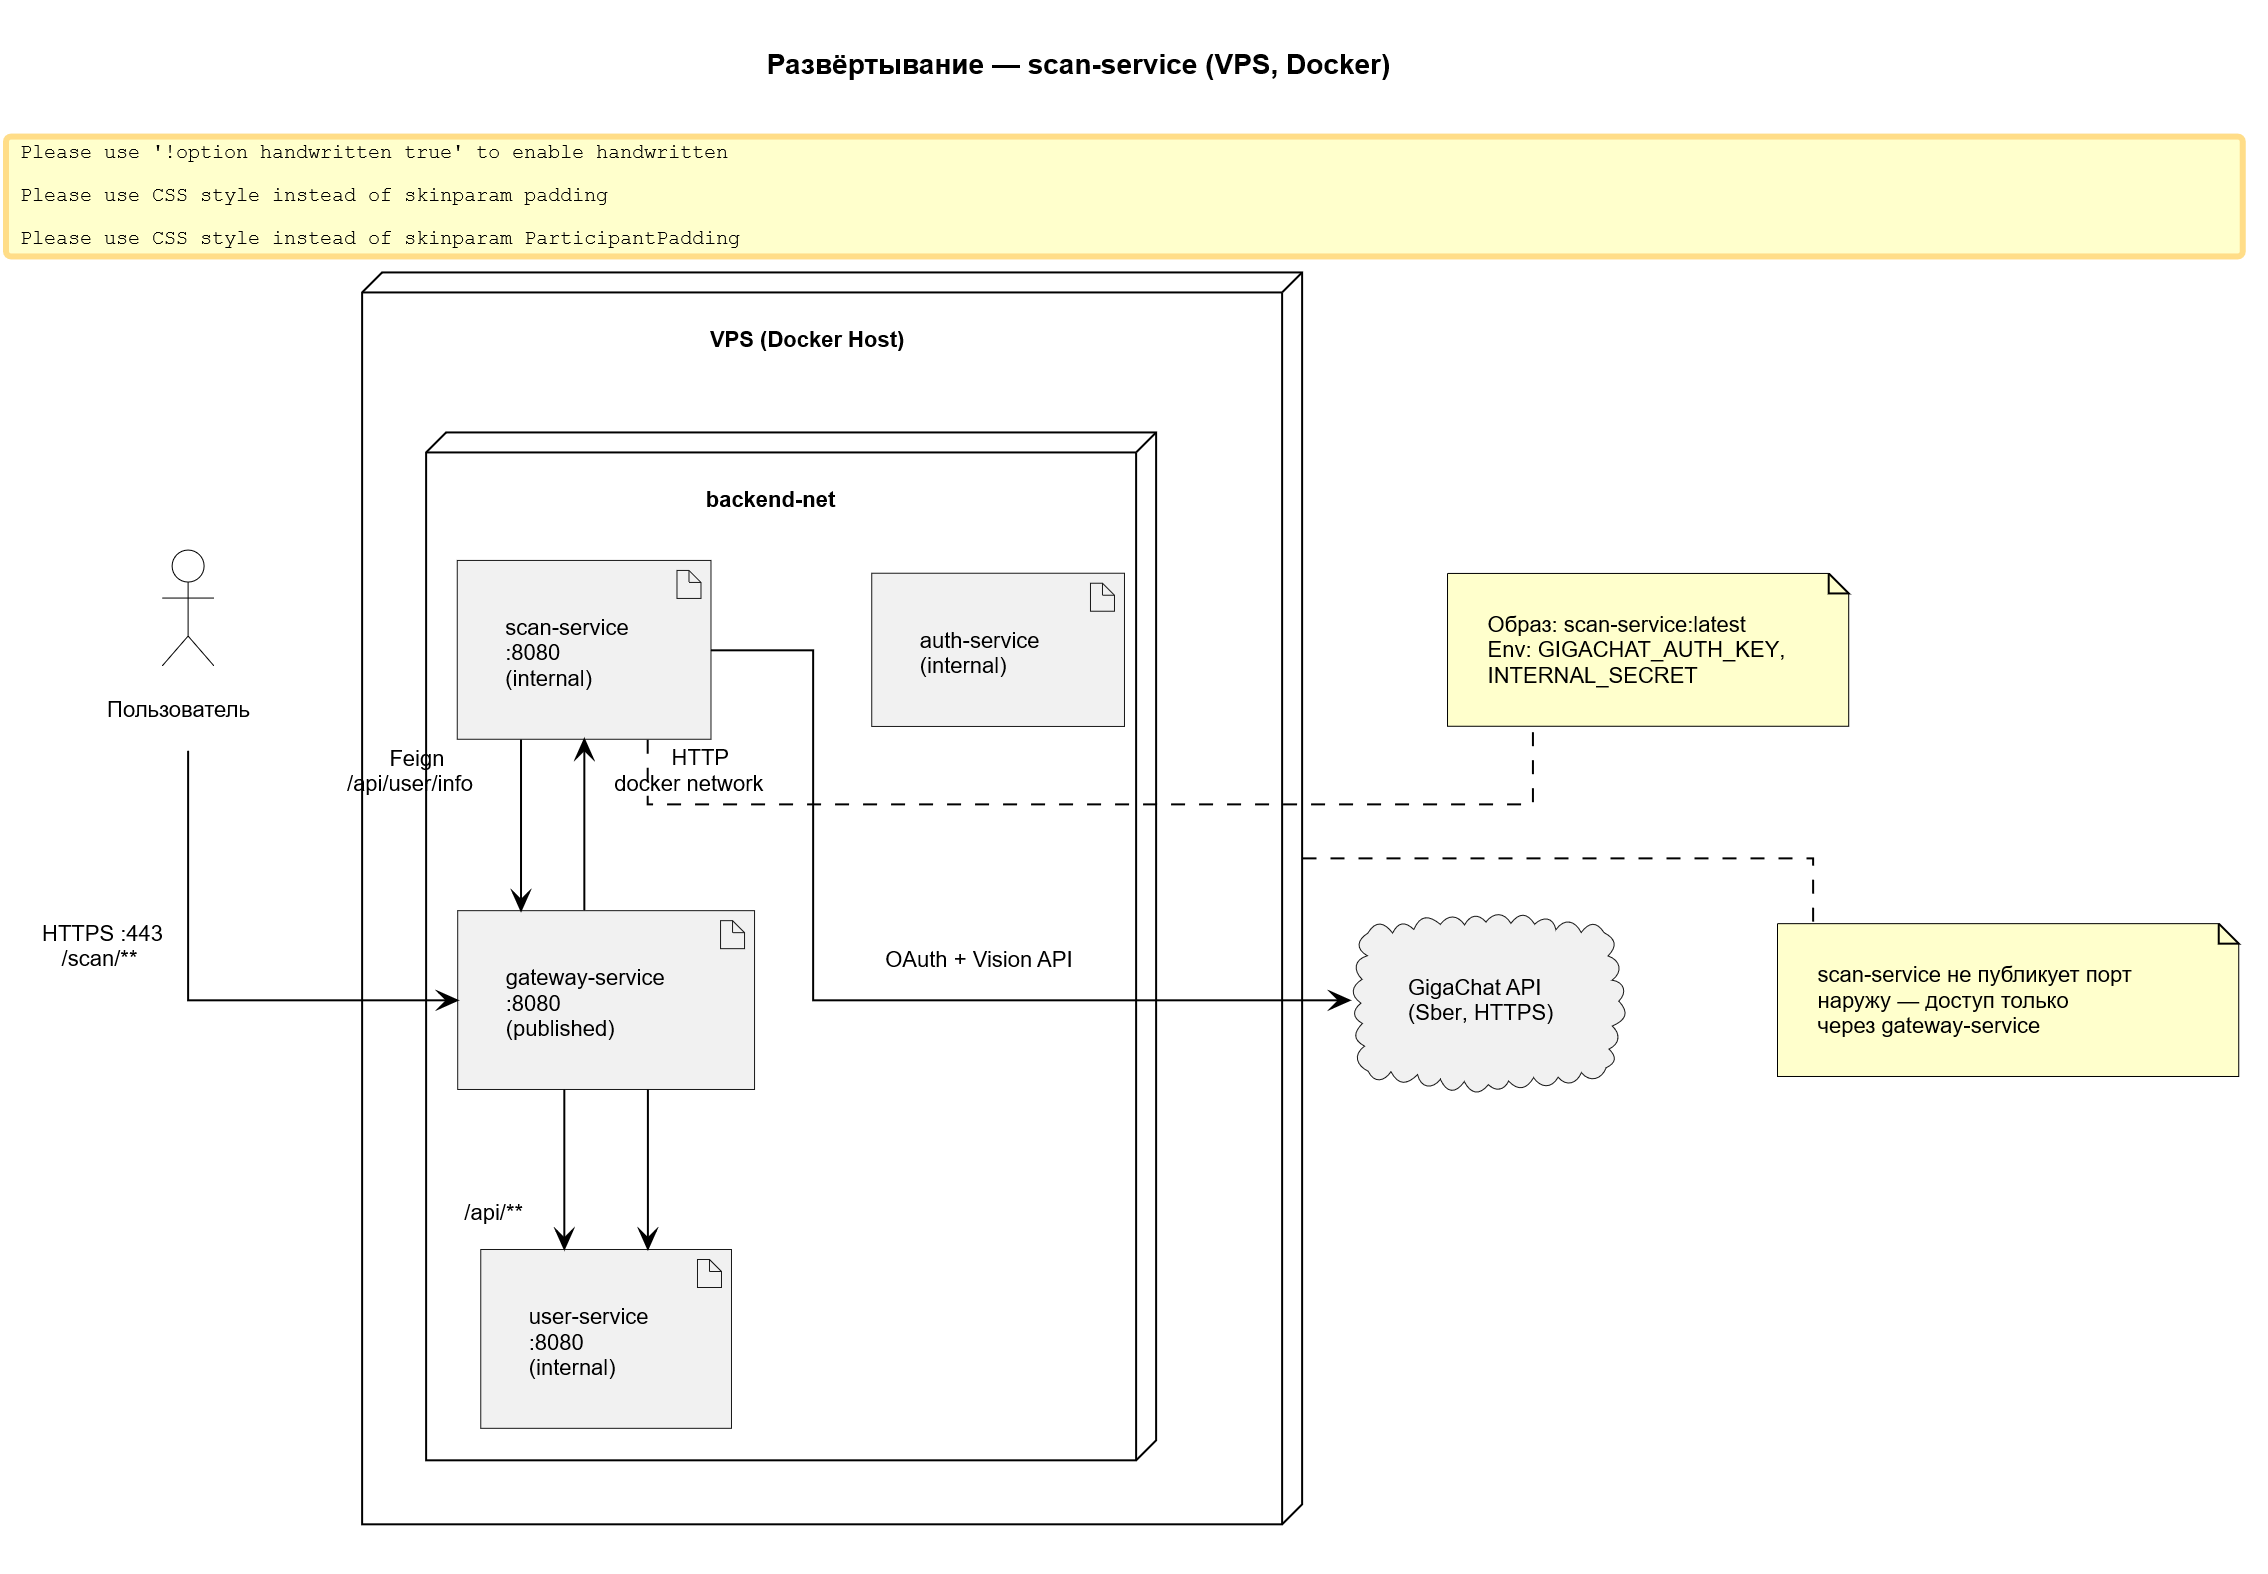 Развёртывание — scan-service (VPS, Docker)
Please use '!option handwritten true' to enable handwritten
Please use CSS style instead of skinparam padding
Please use CSS style instead of skinparam ParticipantPadding
VPS (Docker Host)
backend-net
scan-service
:8080
(internal)
auth-service
(internal)
Образ: scan-service:latest
Env: GIGACHAT_AUTH_KEY,
INTERNAL_SECRET
Пользователь
Feign
/api/user/info
HTTP
docker network
HTTPS :443
/scan/**
gateway-service
:8080
(published)
OAuth + Vision API
GigaChat API
(Sber, HTTPS)
scan-service не публикует порт
наружу — доступ только
через gateway-service
/api/**
user-service
:8080
(internal)